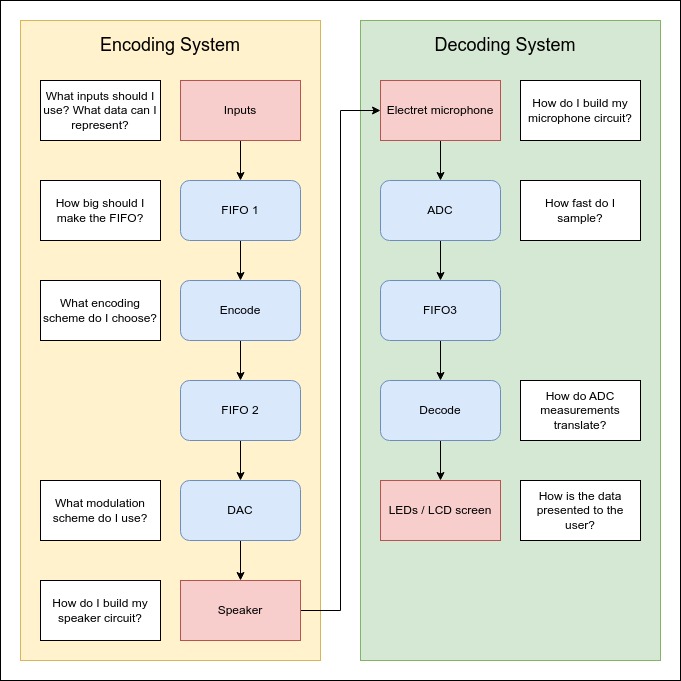 Encoding System
What inputs should I
use? What data can I
represent?
Inputs
How big should I
make the FIFO?
FIFO 1
What encoding
scheme do I choose?
Encode
FIFO 2
What modulation
scheme do I use?
DAC
How do I build my
speaker circuit?
Speaker
Decoding System
Electret microphone
How do I build my
microphone circuit?
ADC
How fast do I
sample?
FIFO3
Decode
How do ADC
measurements
translate?
LEDs / LCD screen
How is the data
presented to the
user?